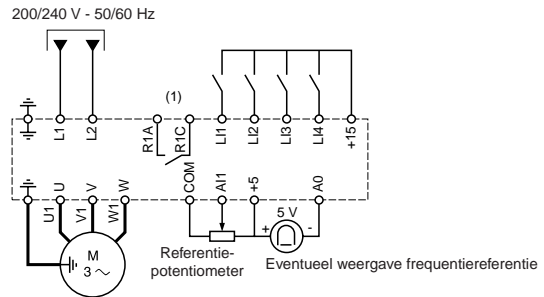 200/240 V - 50/60 Hz
(1)
L1
L2
R1A
R1C
LI1
LI2
LI3
LI4
+15
U
V
W
COM
AI1
+5
A0
U1
V1
W1
5 V
+
-
M
3 ~
Referentie-
potentiometer
Eventueel weergave frequentiereferentie